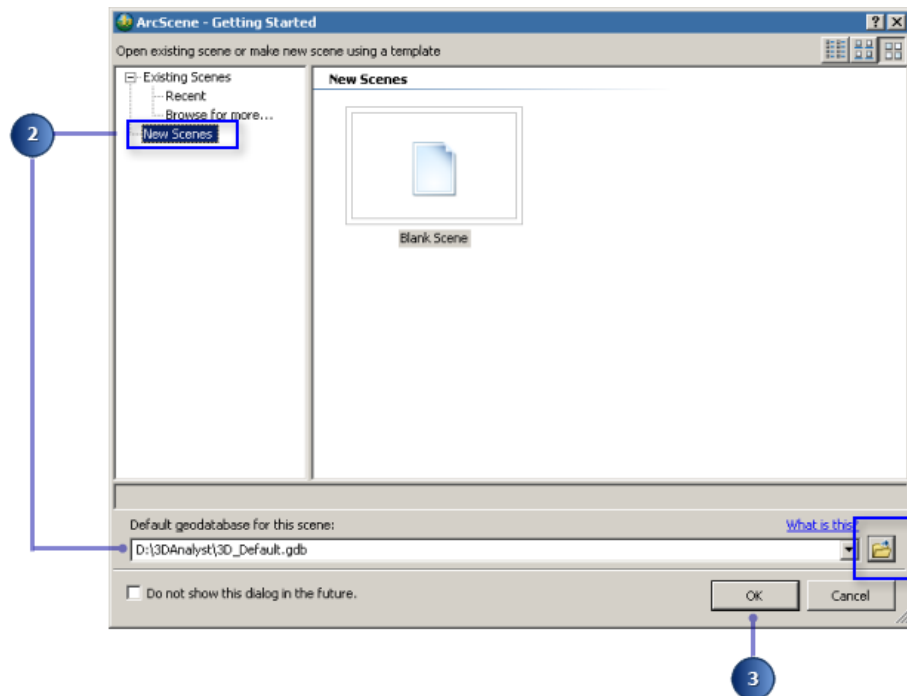 ArcScene - Getting Started
Open existing scene or make new scene using a template
Existing Scenes
Recent
Browse for more...
New Scenes
New Scenes
Blank Scene
2
Default geodatabase for this scene:
What is this?
D:\3DAnalyst\3D_Default.gdb
Do not show this dialog in the future.
OK
Cancel
3